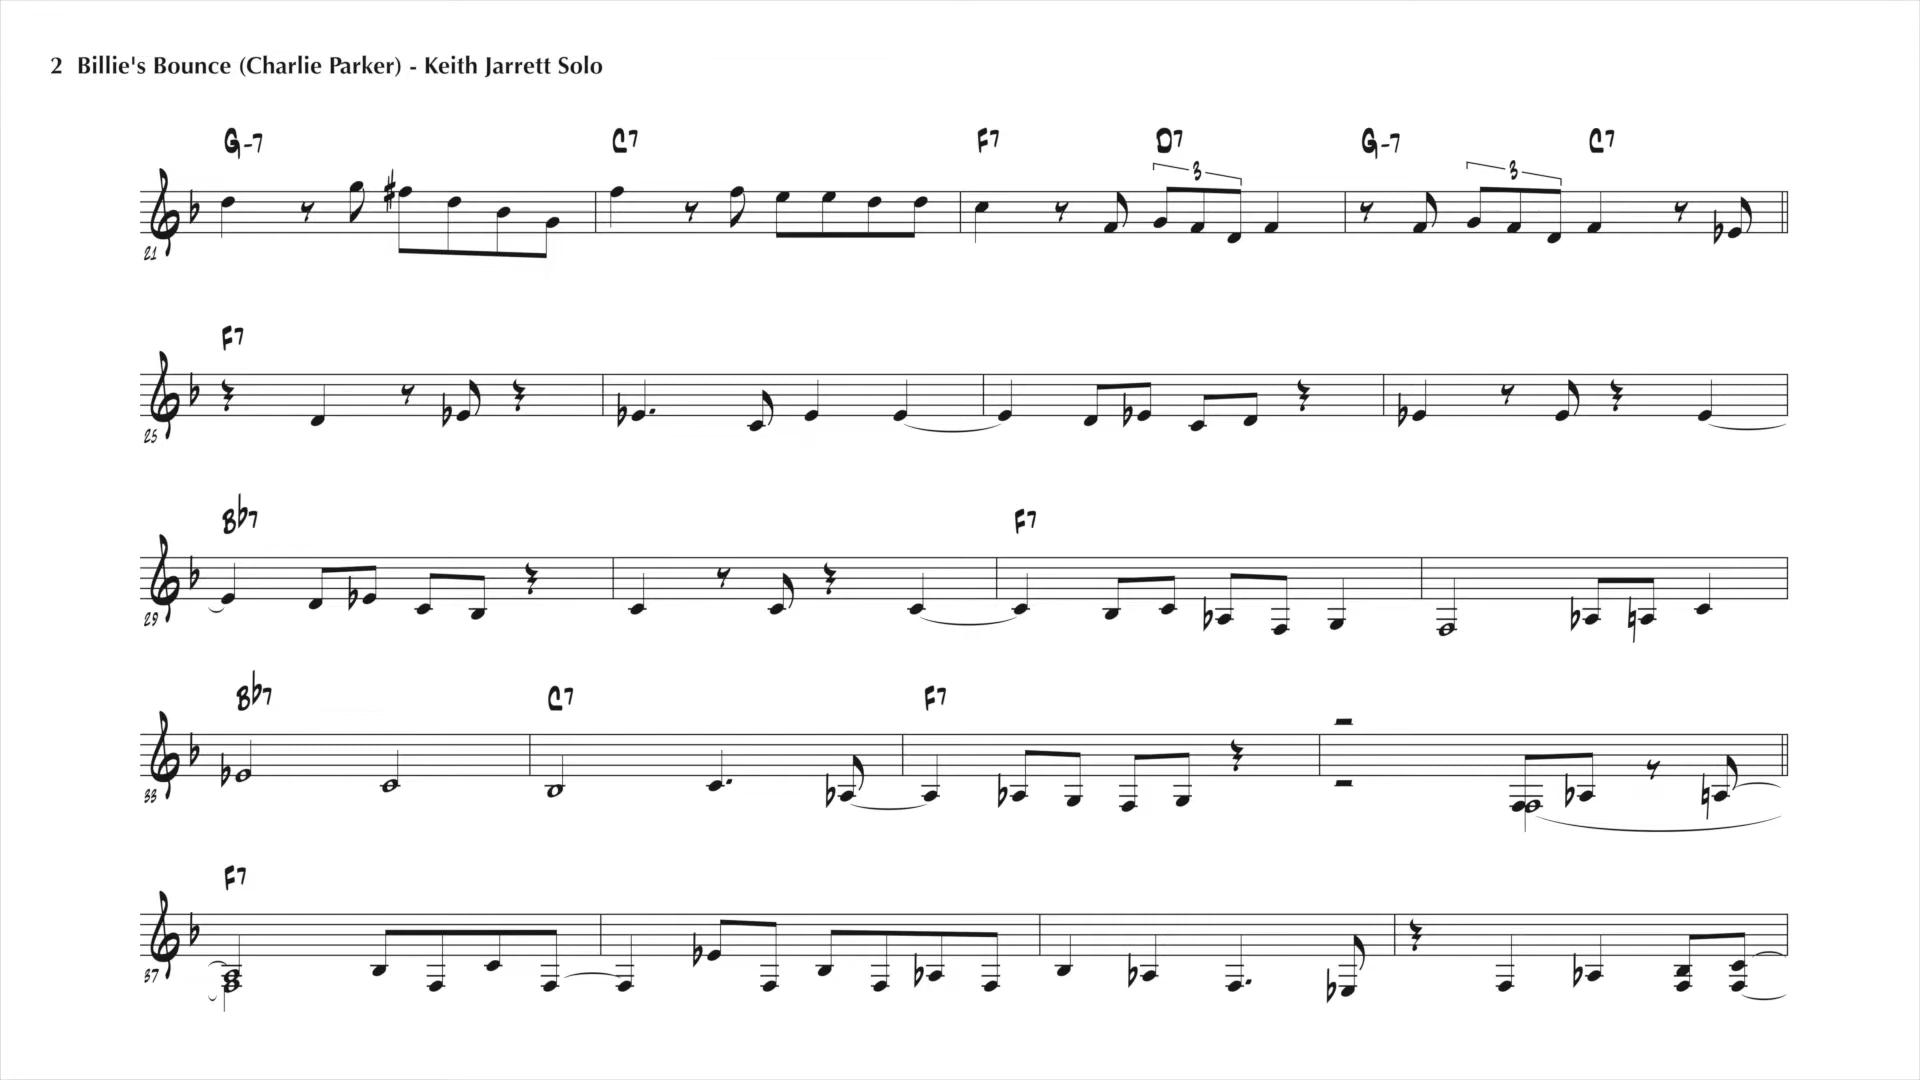 2 Billie's Bounce (Charlie Parker) - Keith Jarrett Solo
G-7 C7 F7 D7 G-7 C7
3 3
21
F7
25
Bb7 F7
29
Bb7 C7 F7
33
F7
37